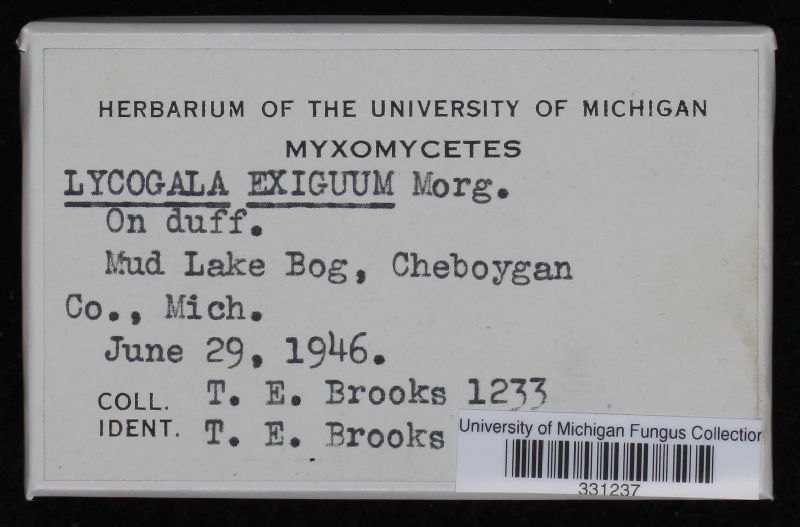 HERBARIUM OF THE UNIVERSITY OF MICHIGAN
MYXOMYCETES
LYCOGALA EXIGUUM Morg.
On duff.
Mud Lake Bog, Cheboygan
Co., Mich.
June 29, 1946.
COLL. T. E. Brooks 1233
IDENT. T. E. Brooks
University of Michigan Fungus Collection
331237